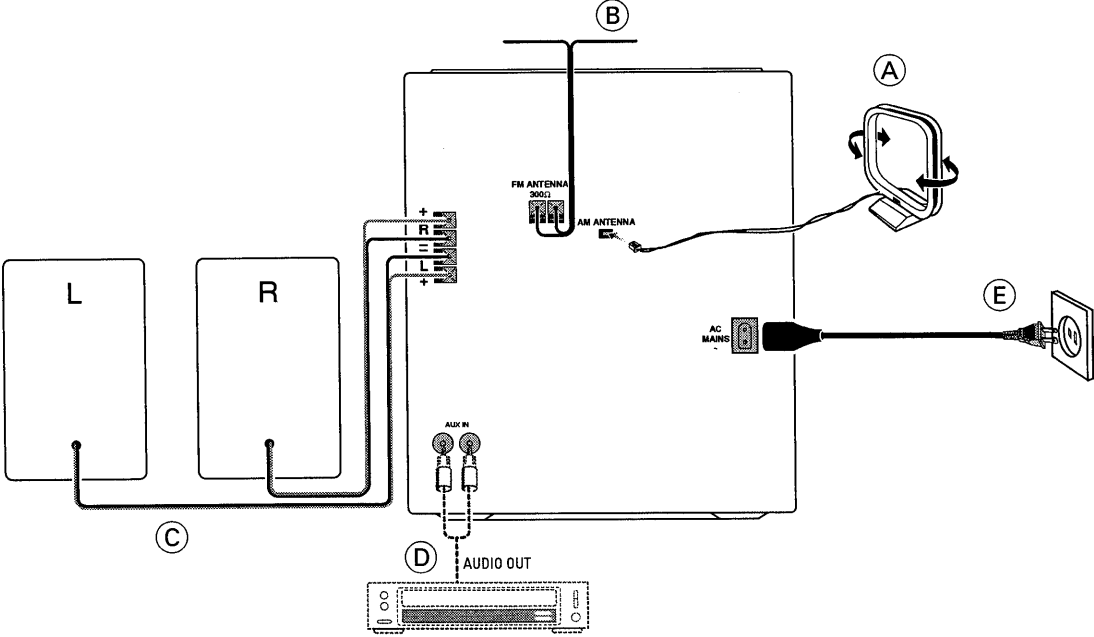 B
A
FM ANTENNA
300Ω
AM ANTENNA
+
R
–
–
L
+
L
R
E
AC
MAINS
~
AUX IN
C
D
AUDIO OUT